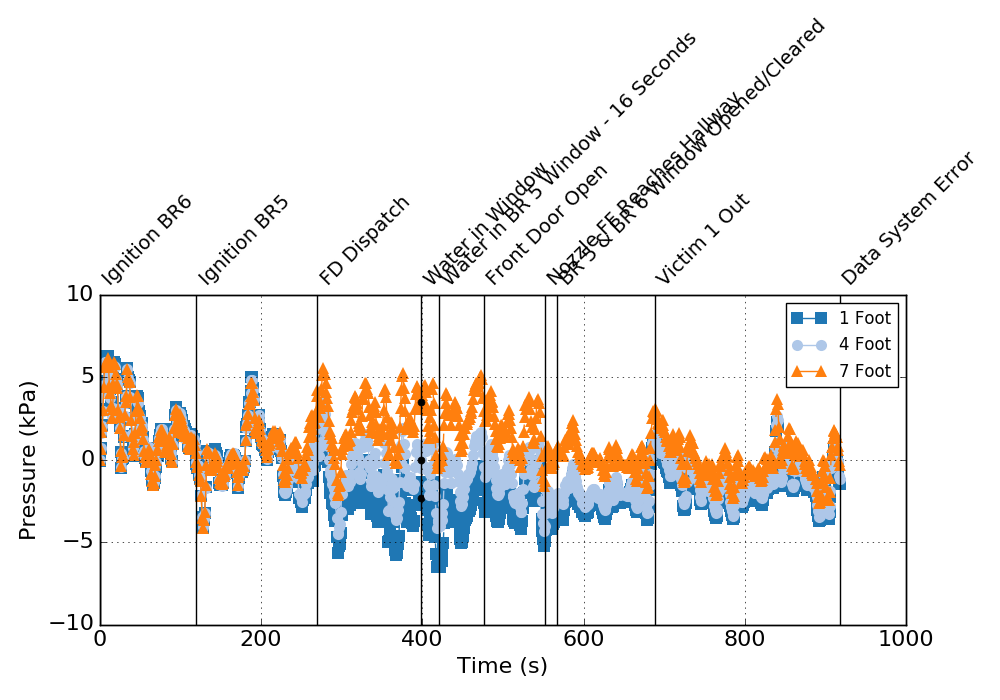 Ignition BR6
Ignition BR5
FD Dispatch
Water in Window
Water in BR 5 Window - 16 Seconds
Front Door Open
Nozzle FF Reaches Hallway
BR 5 & BR 6 Window Opened/Cleared
Victim 1 Out
Data System Error
10
5
0
−5
−10
Pressure (kPa)
1 Foot
4 Foot
7 Foot
0 200 400 600 800 1000
Time (s)